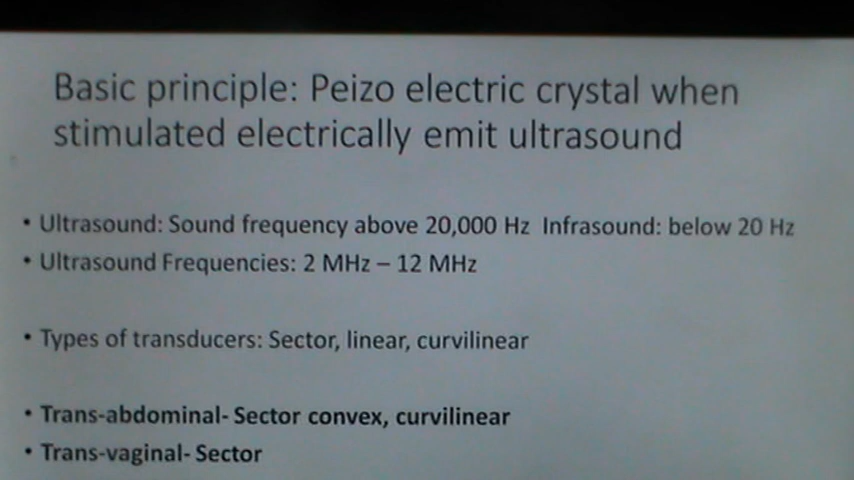 Basic principle: Peizo electric crystal when
stimulated electrically emit ultrasound
• Ultrasound: Sound frequency above 20,000 Hz Infrasound: below 20 Hz
• Ultrasound Frequencies: 2 MHz – 12 MHz
• Types of transducers: Sector, linear, curvilinear
• Trans-abdominal- Sector convex, curvilinear
• Trans-vaginal- Sector